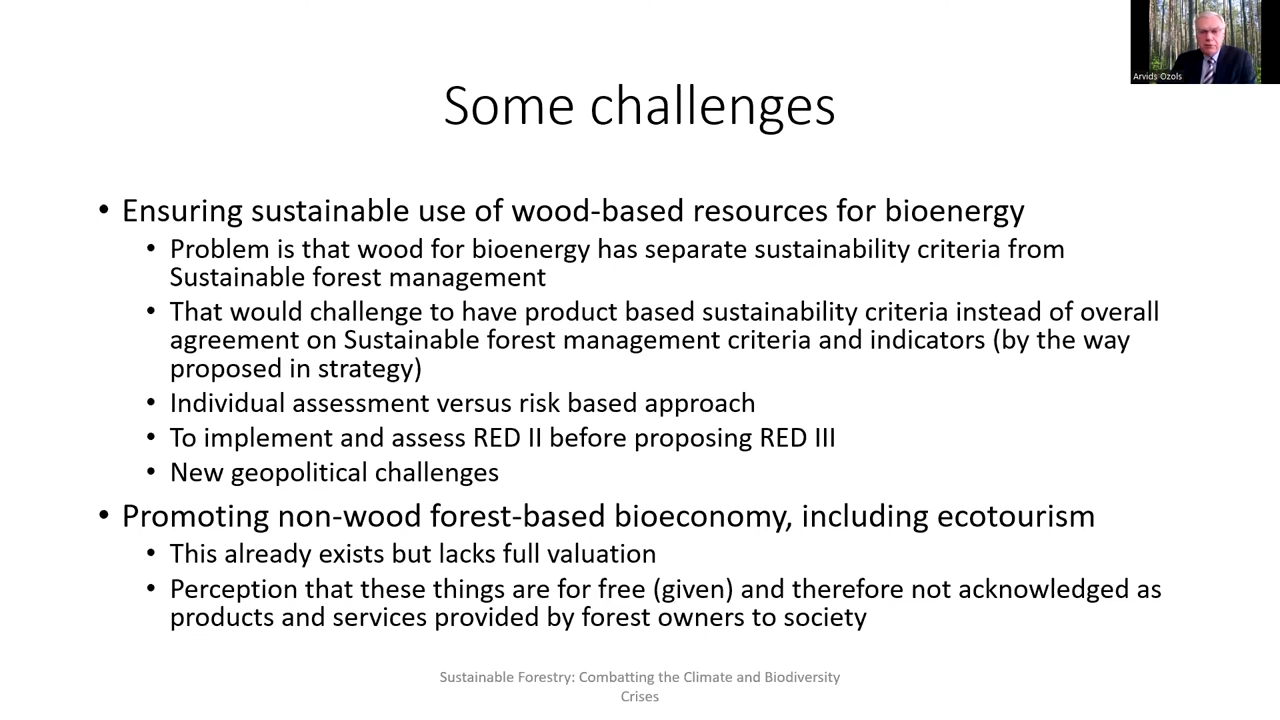 Arvids Ozols
Some challenges
• Ensuring sustainable use of wood-based resources for bioenergy
• Problem is that wood for bioenergy has separate sustainability criteria from
Sustainable forest management
• That would challenge to have product based sustainability criteria instead of overall
agreement on Sustainable forest management criteria and indicators (by the way
proposed in strategy)
• Individual assessment versus risk based approach
• To implement and assess RED II before proposing RED III
• New geopolitical challenges
• Promoting non-wood forest-based bioeconomy, including ecotourism
• This already exists but lacks full valuation
• Perception that these things are for free (given) and therefore not acknowledged as
products and services provided by forest owners to society
Sustainable Forestry: Combatting the Climate and Biodiversity
Crises